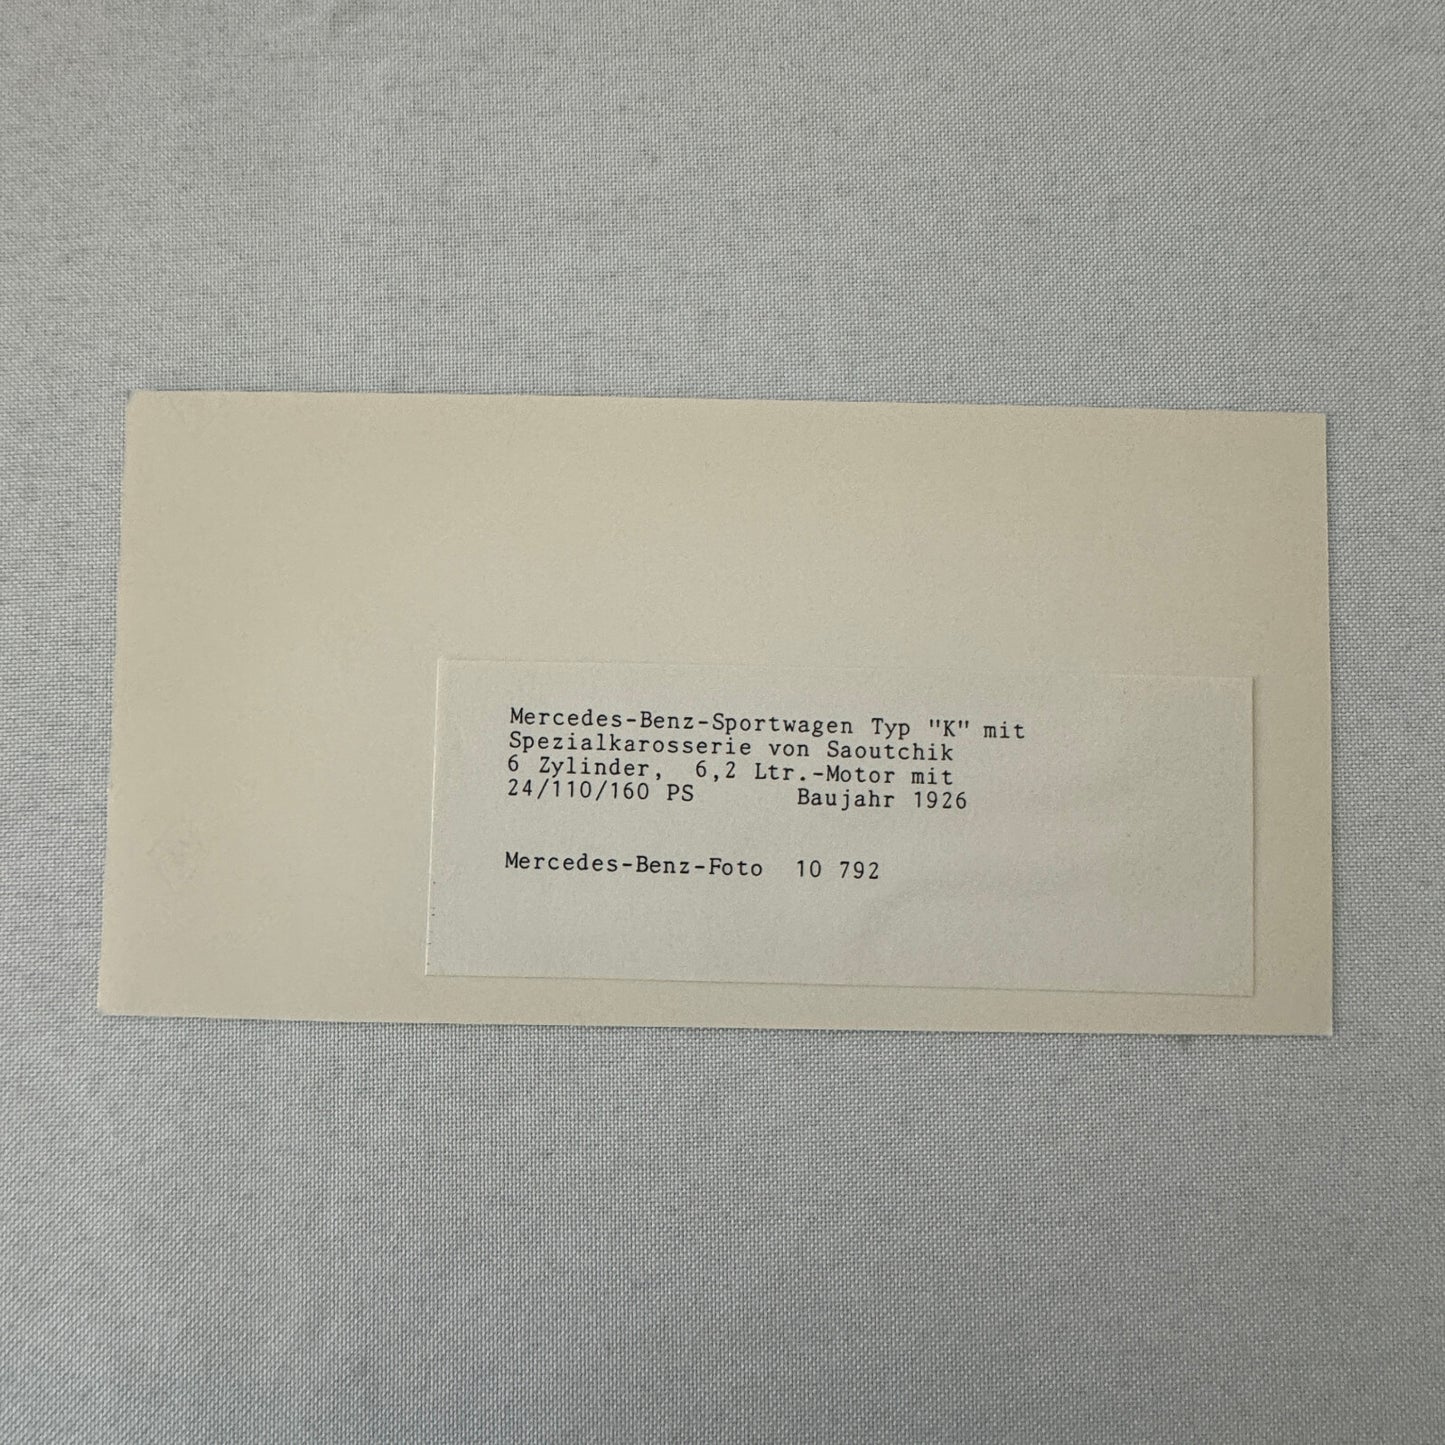 Mercedes-Benz-Sportwagen Typ "K" mit
Spezialkarosserie von Saoutchik
6 Zylinder, 6,2 Ltr.-Motor mit
24/110/160 PS Baujahr 1926
Mercedes-Benz-Foto 10 792